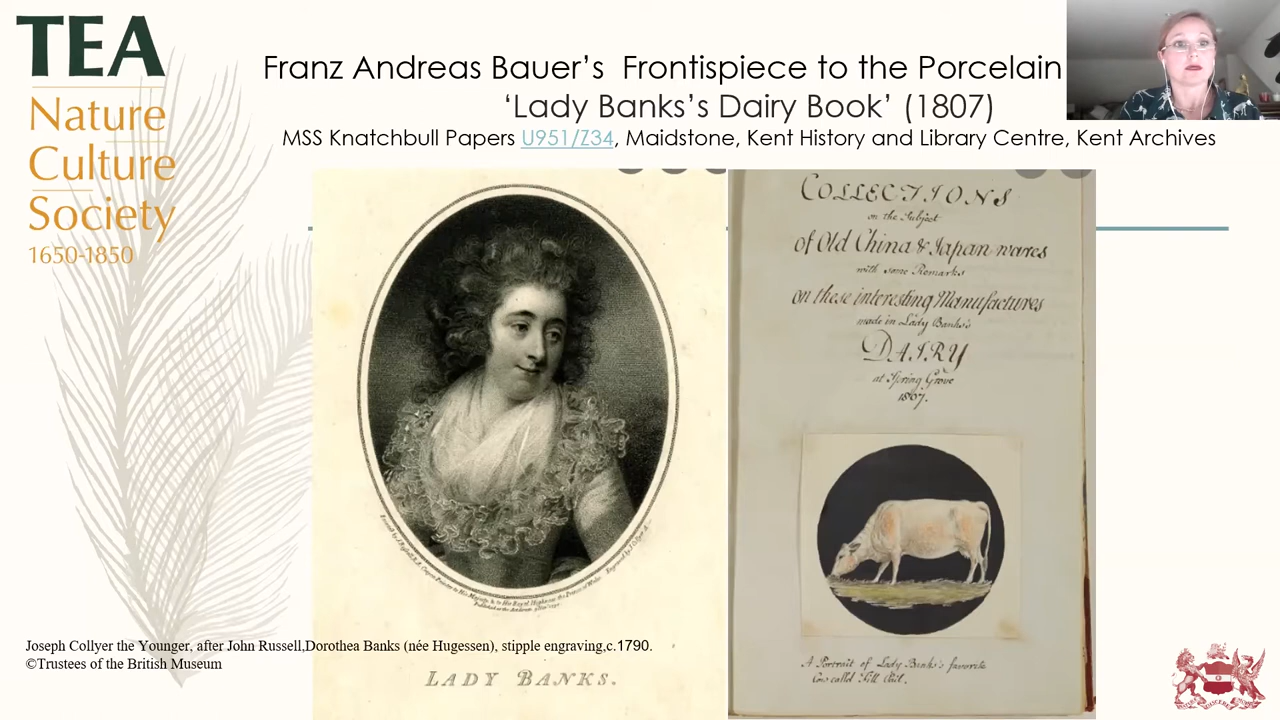 TEA
Nature
Culture
Society
1650-1850
Franz Andreas Bauer’s Frontispiece to the Porcelain
‘Lady Banks’s Dairy Book’ (1807)
MSS Knatchbull Papers U951/Z34, Maidstone, Kent History and Library Centre, Kent Archives
COLLECTIONS
on the Subject
of Old China & Japan wares
with some Remarks
on these interesting Manufactures
made in Lady Banks's
DAIRY
at Spring Grove
1807.
A Portrait of Lady Banks's favorite
Cow called Fill Pail.
LADY BANKS.
Joseph Collyer the Younger, after John Russell,Dorothea Banks (née Hugessen), stipple engraving,c.1790.
©Trustees of the British Museum